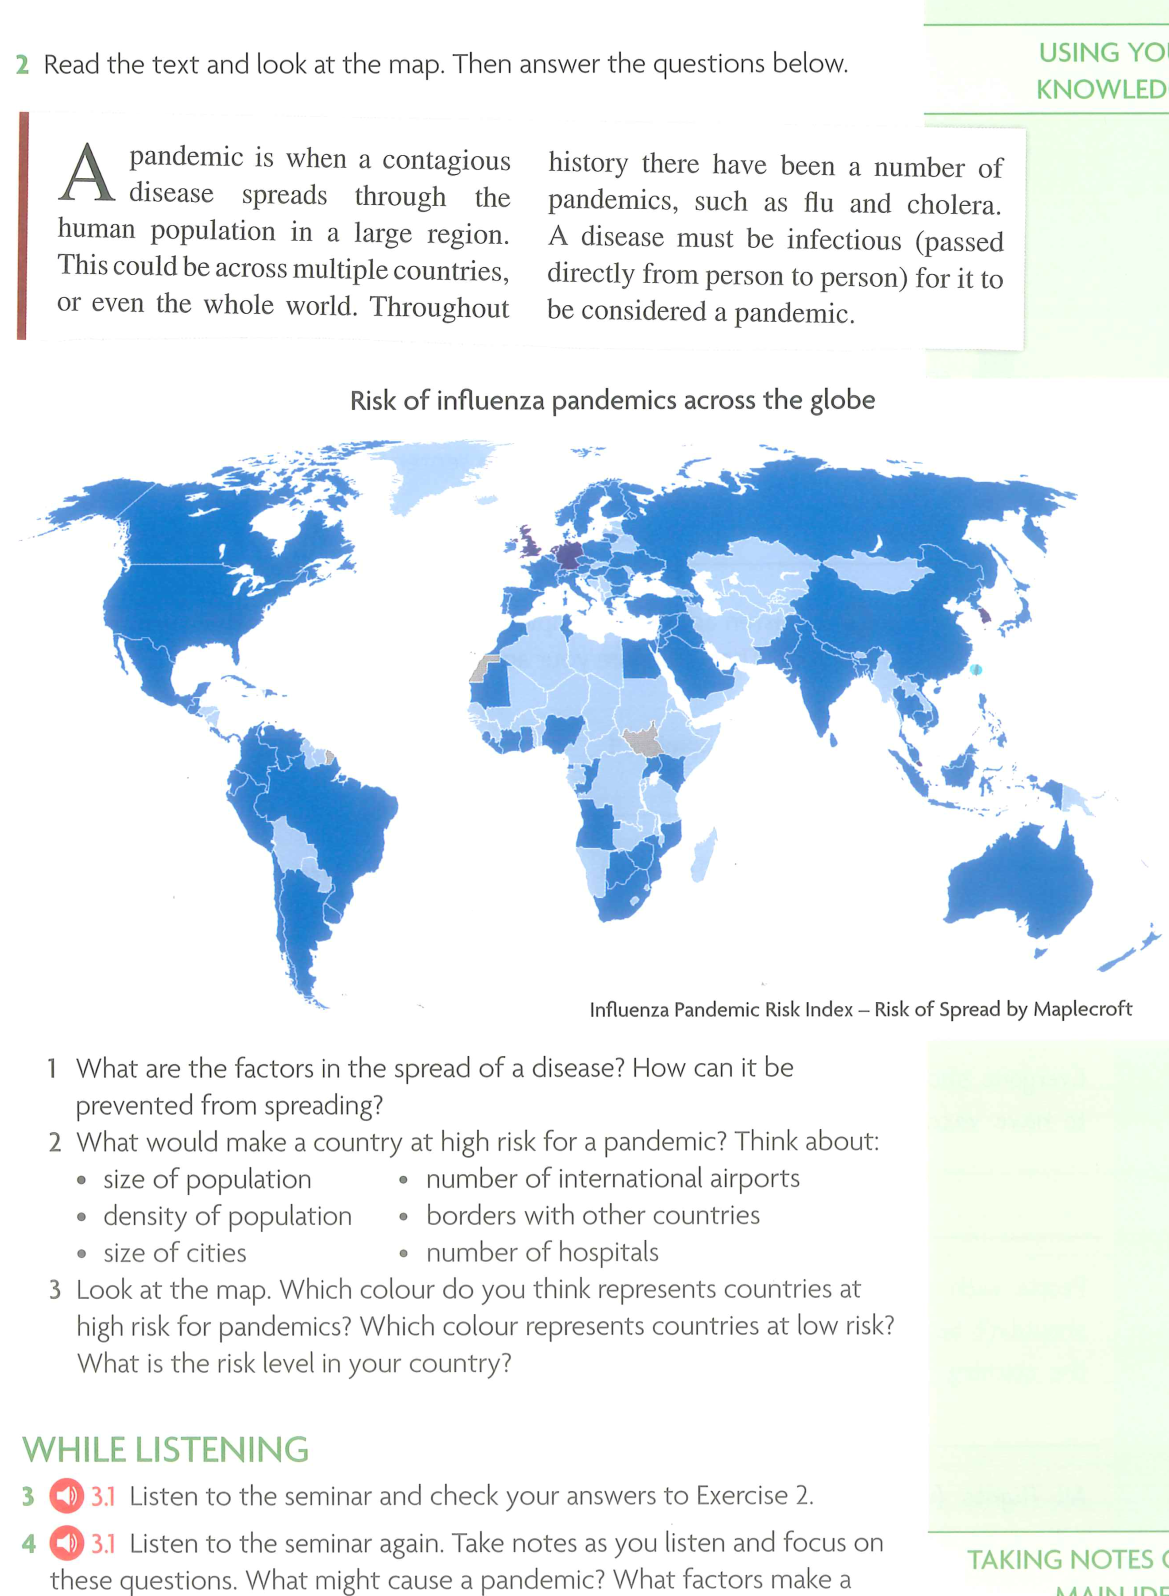 2 Read the text and look at the map. Then answer the questions below.
USING YOU
KNOWLED
A pandemic is when a contagious
disease spreads through the
human population in a large region.
This could be across multiple countries,
or even the whole world. Throughout
history there have been a number of
pandemics, such as flu and cholera.
A disease must be infectious (passed
directly from person to person) for it to
be considered a pandemic.
Risk of influenza pandemics across the globe
Influenza Pandemic Risk Index – Risk of Spread by Maplecroft
1 What are the factors in the spread of a disease? How can it be
prevented from spreading?
2 What would make a country at high risk for a pandemic? Think about:
• size of population
• density of population
• size of cities
• number of international airports
• borders with other countries
• number of hospitals
3 Look at the map. Which colour do you think represents countries at
high risk for pandemics? Which colour represents countries at low risk?
What is the risk level in your country?
WHILE LISTENING
3 3.1 Listen to the seminar and check your answers to Exercise 2.
4 3.1 Listen to the seminar again. Take notes as you listen and focus on
these questions. What might cause a pandemic? What factors make a
TAKING NOTES O
MAIN IDE